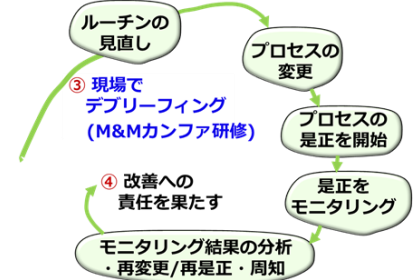 ルーチンの
見直し
プロセスの
変更
③ 現場で
デブリーフィング
(M&Mカンファ研修)
プロセスの
是正を開始
④ 改善への
責任を果たす
是正を
モニタリング
モニタリング結果の分析
・再変更/再是正・周知